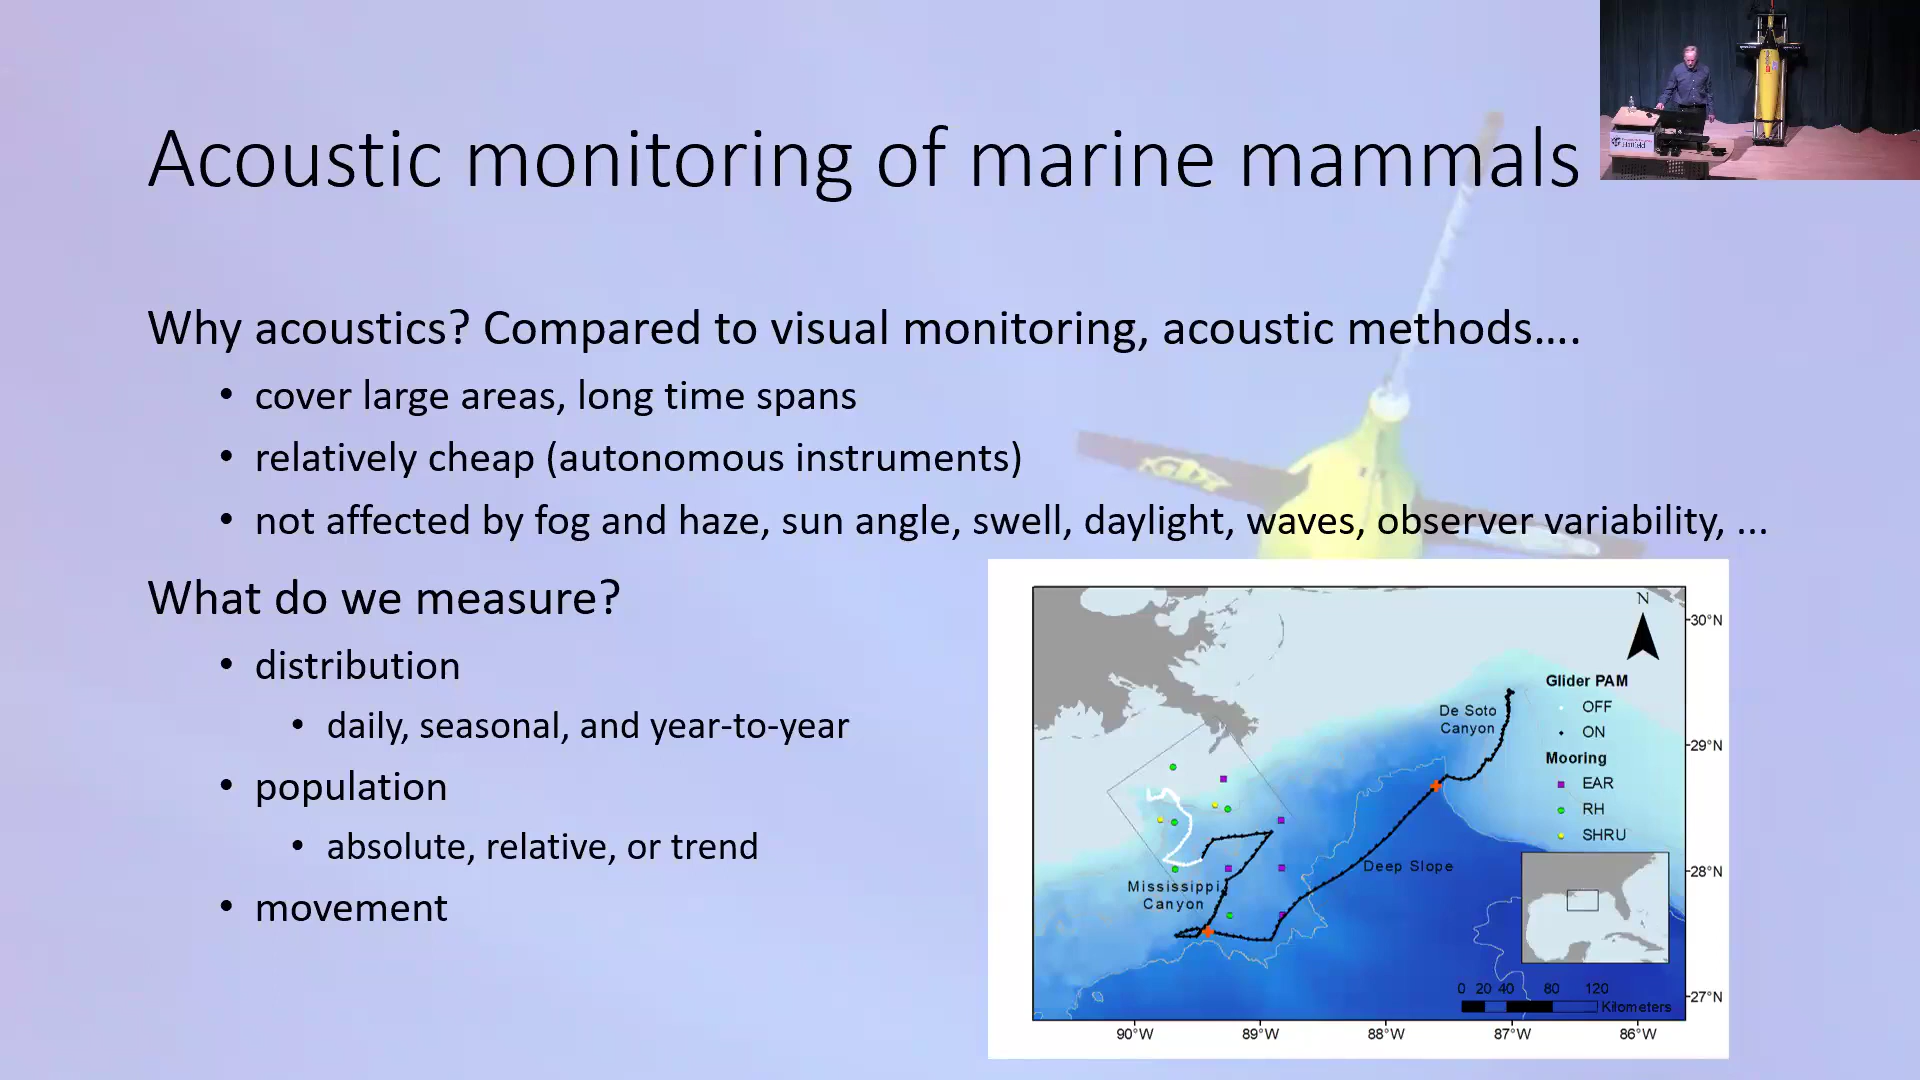 Acoustic monitoring of marine mammals
Why acoustics? Compared to visual monitoring, acoustic methods....
• cover large areas, long time spans
• relatively cheap (autonomous instruments)
• not affected by fog and haze, sun angle, swell, daylight, waves, observer variability, ...
What do we measure?
• distribution
• daily, seasonal, and year-to-year
• population
• absolute, relative, or trend
• movement
N
30°N
29°N
28°N
27°N
Glider PAM
OFF
ON
Mooring
EAR
RH
SHRU
De Soto
Canyon
Deep Slope
Mississippi
Canyon
0 20 40 80 120
Kilometers
90°W 89°W 88°W 87°W 86°W